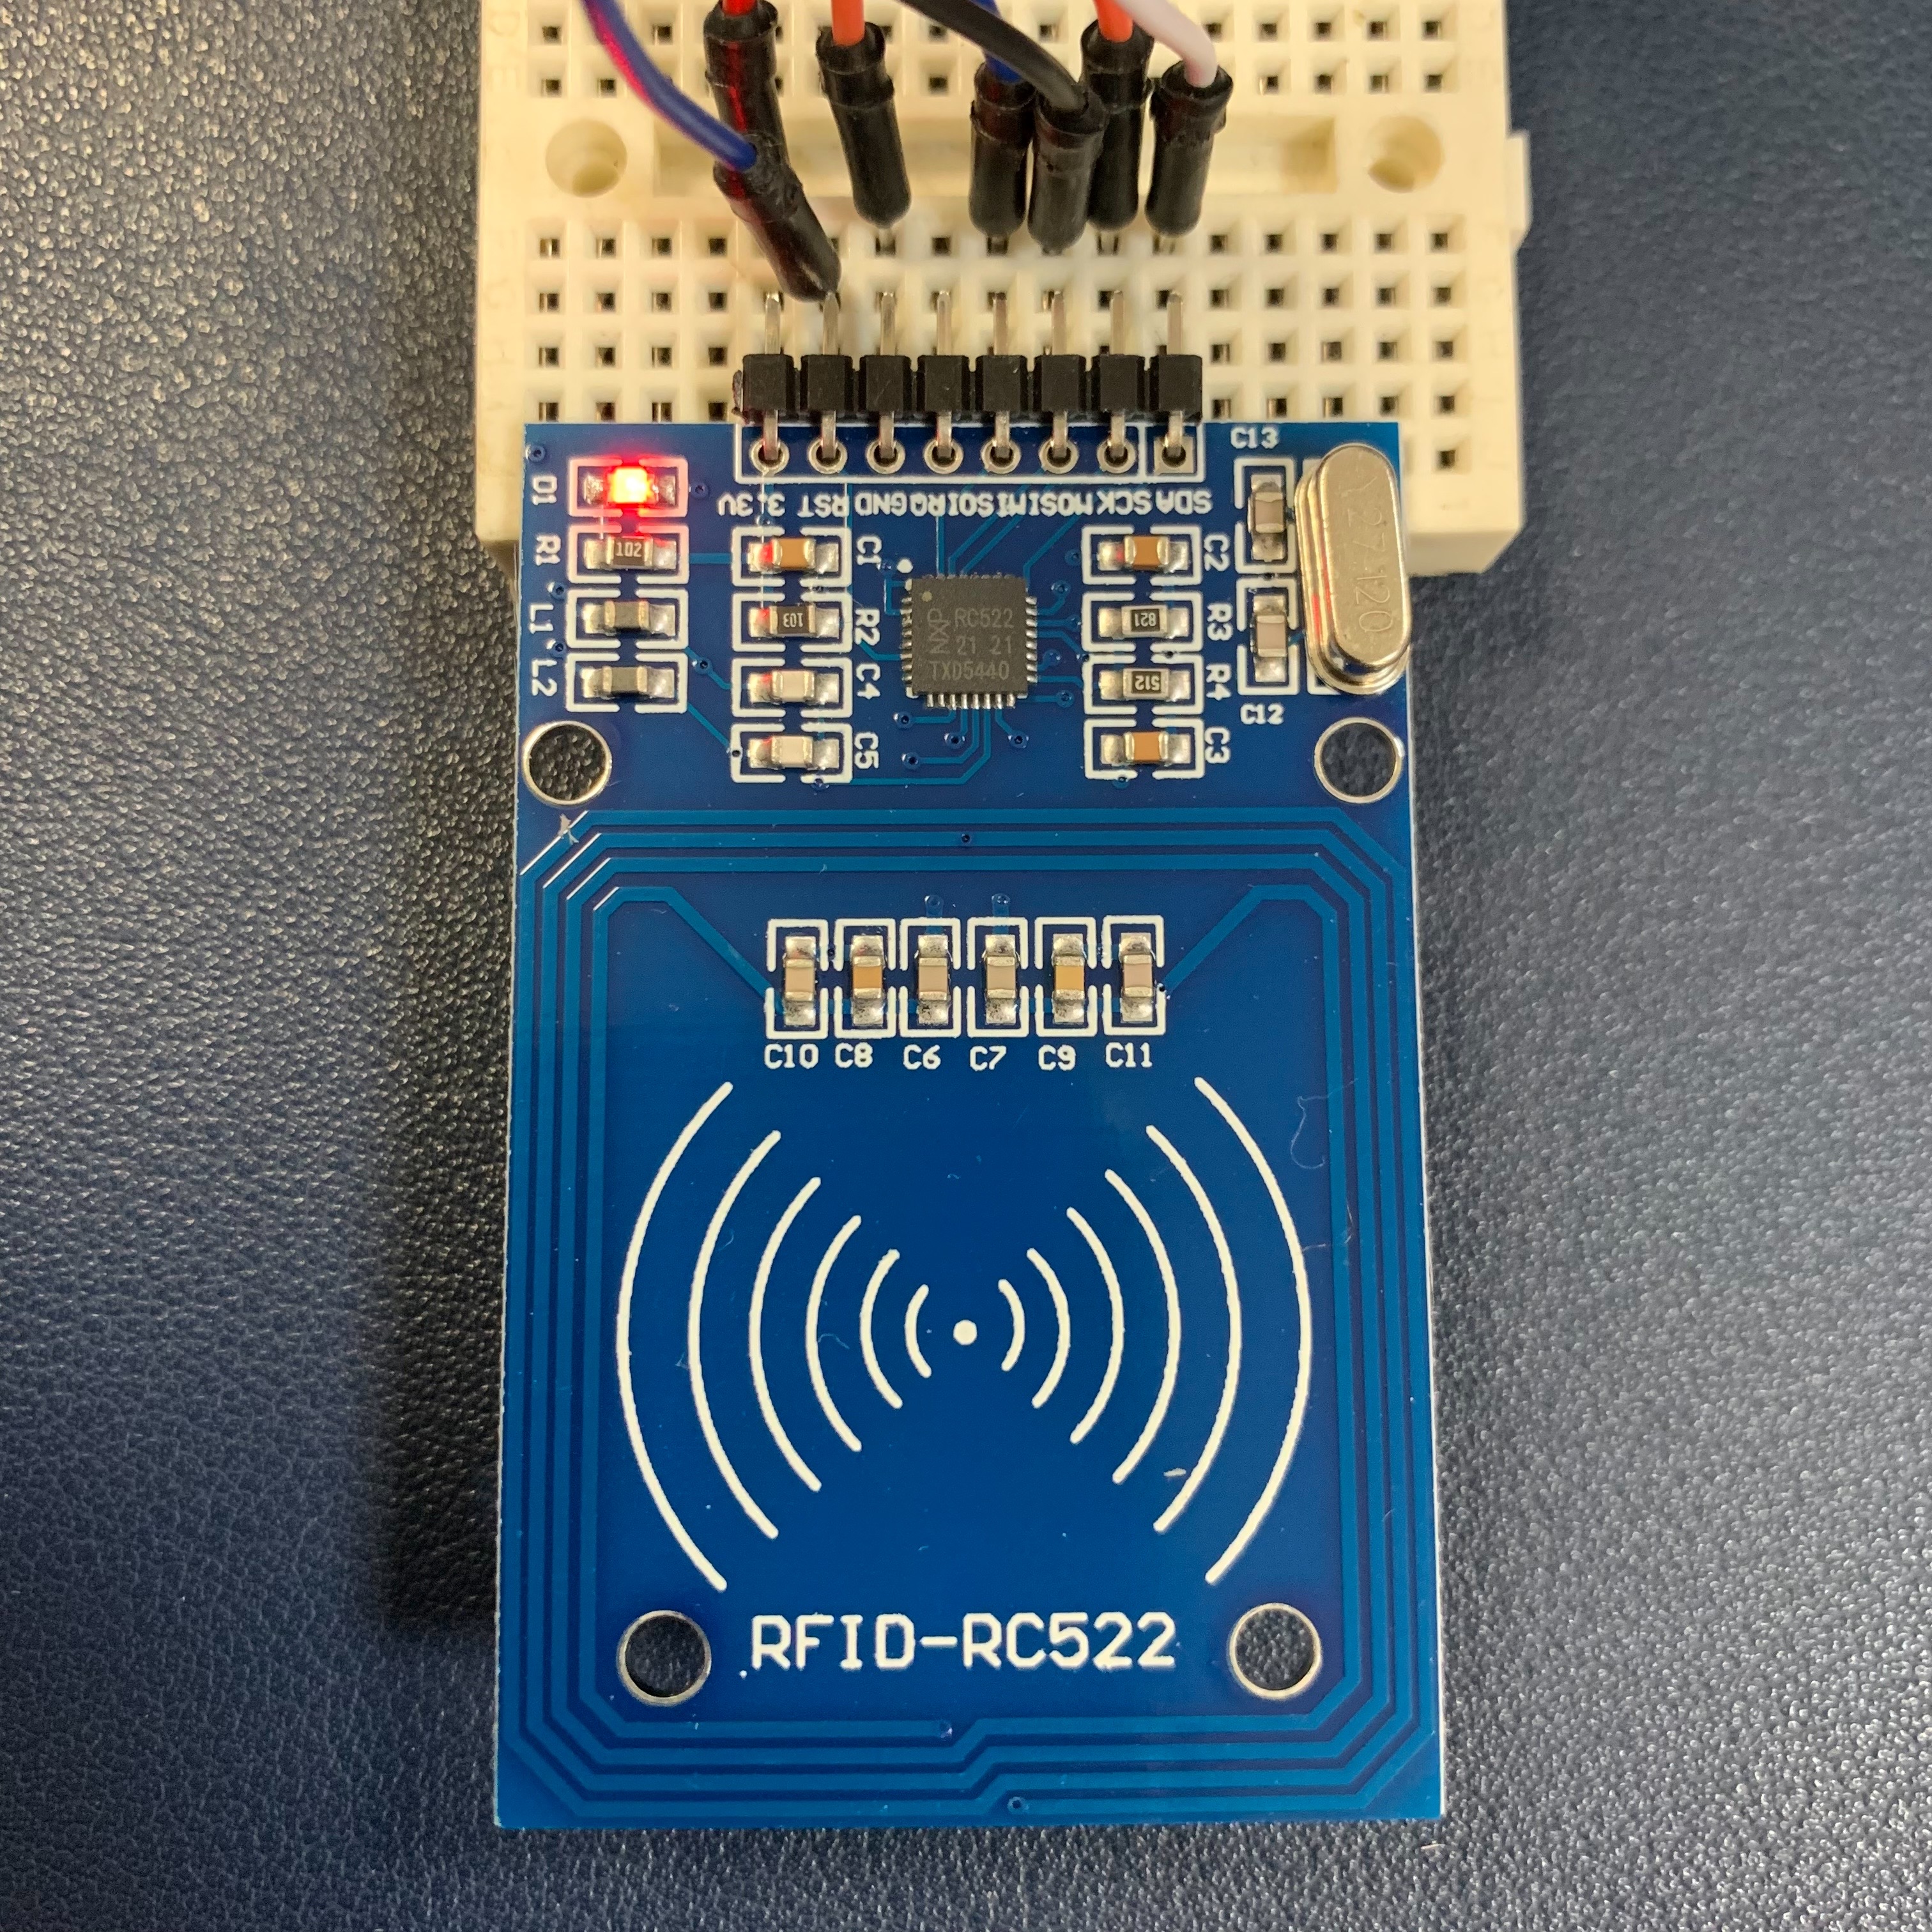 C13
D1
3.3V RST GND IRQ MISO MOSI SCK SDA
27.120
R1
102
C1
C2
L1
R2
103
NXP
RC522
21 21
TXD5440
821
R3
L2
C4
512
R4
C12
C5
C3
C10 C8 C6 C7 C9 C11
RFID-RC522